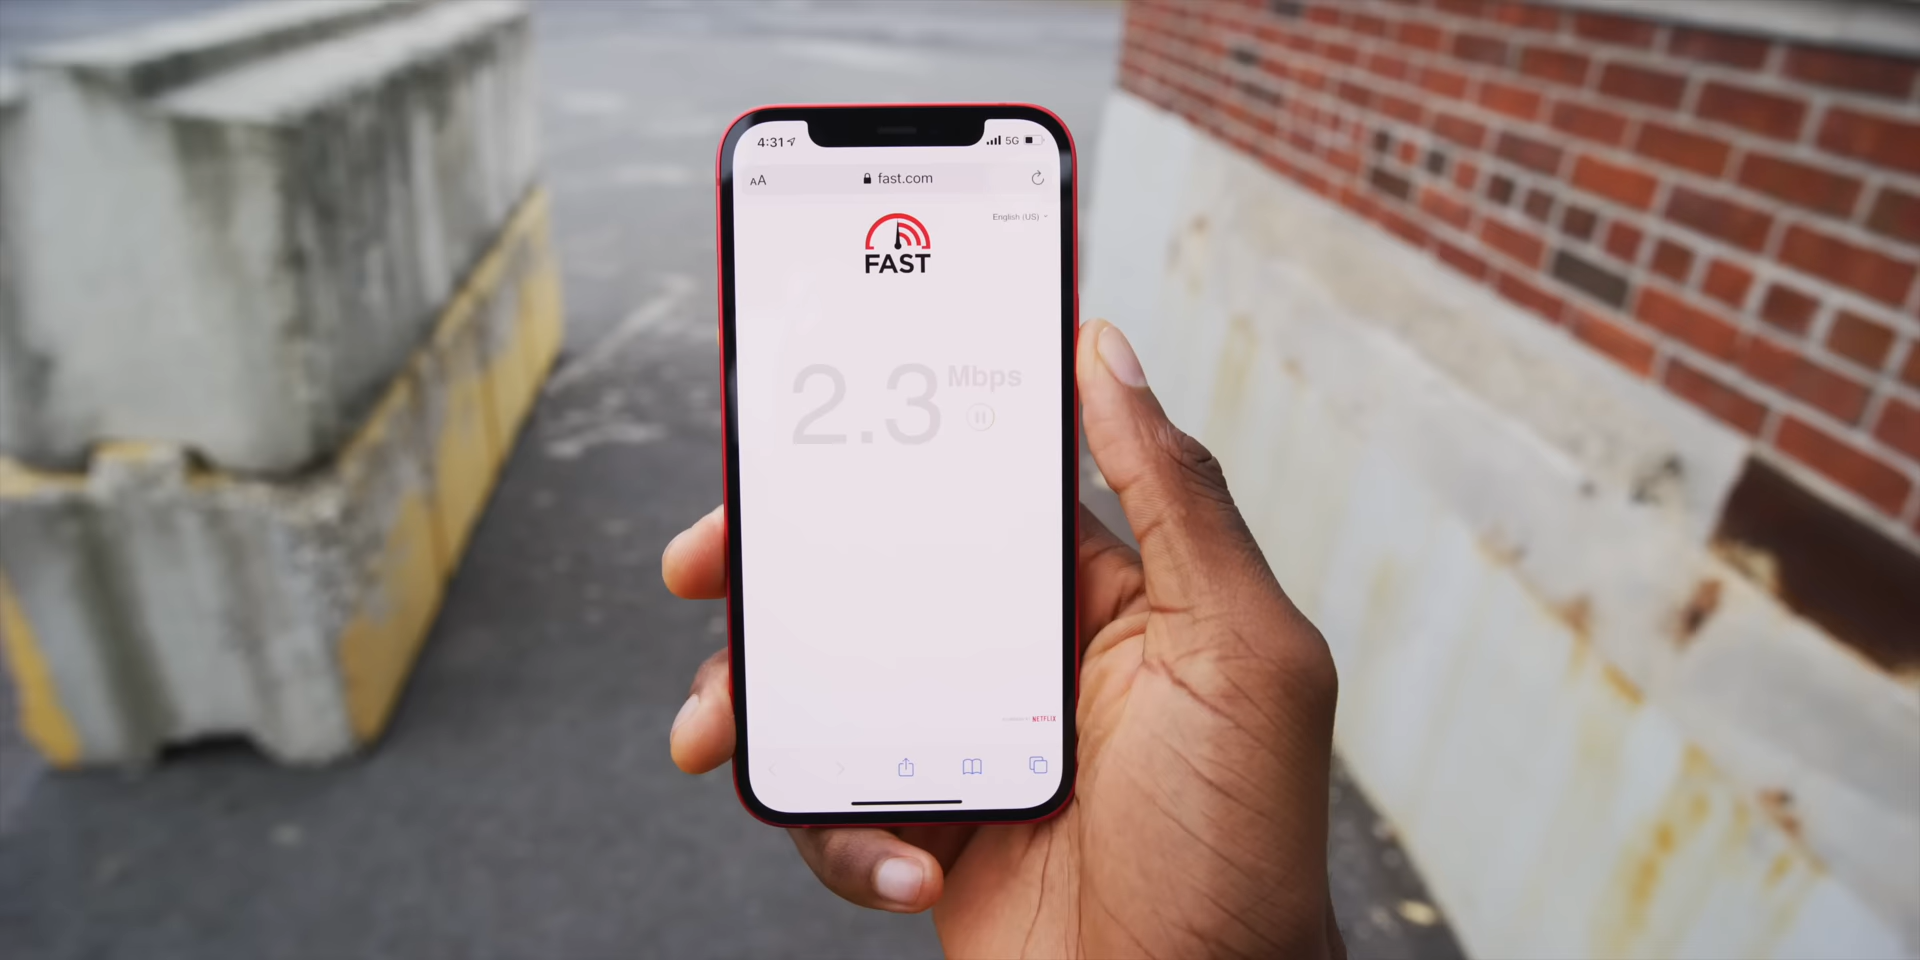 4:31
5G
AA
fast.com
English (US)
FAST
2.3 Mbps
NETFLIX